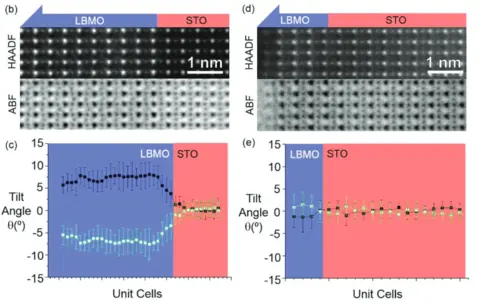 (b)
LBMO STO
HAADF
1 nm
ABF
(c)
LBMO STO
15
10
5
0
-5
-10
-15
Tilt
Angle
θ(º)
Unit Cells
(d)
LBMO STO
HAADF
1 nm
ABF
(e)
LBMO STO
15
10
5
0
-5
-10
-15
Tilt
Angle
θ(º)
Unit Cells